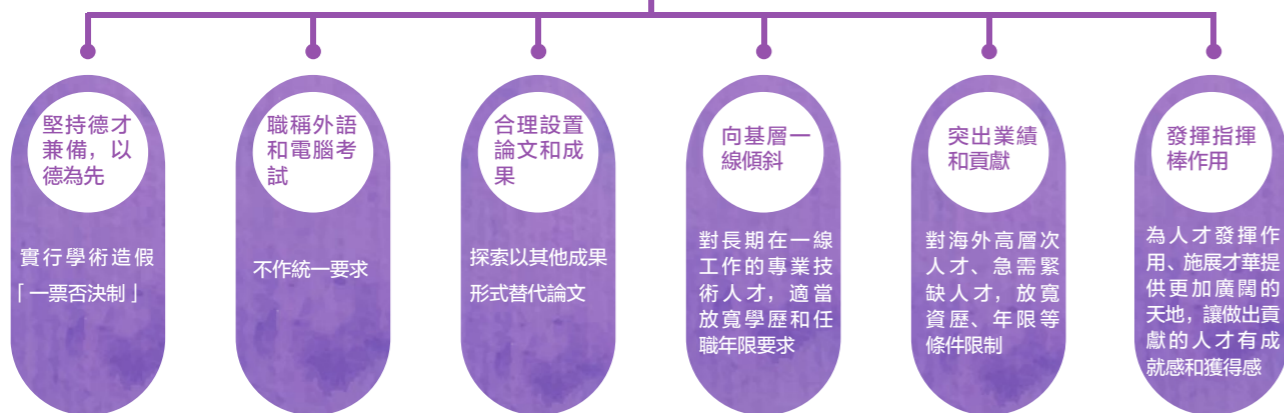 堅持德才
兼備，以
德為先
實行學術造假
「一票否決制」
職稱外語
和電腦考
試
不作統一要求
合理設置
論文和成
果
探索以其他成果
形式替代論文
向基層一
線傾斜
對長期在一線
工作的專業技
術人才，適當
放寬學歷和任
職年限要求
突出業績
和貢獻
對海外高層次
人才、急需緊
缺人才，放寬
資歷、年限等
條件限制
發揮指揮
棒作用
為人才發揮作
用、施展才華提
供更加廣闊的
天地，讓做出貢
獻的人才有成
就感和獲得感